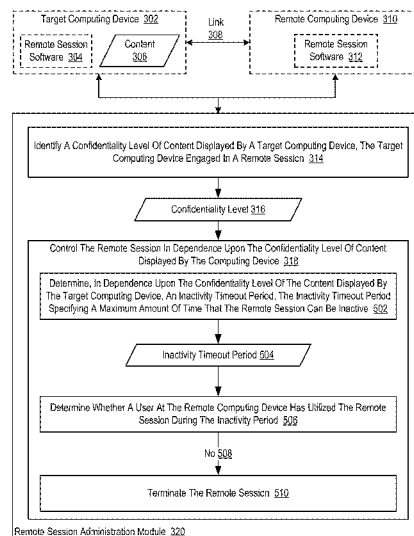 Target Computing Device 302
Remote Session
Software 304
Content
306
Link
308
Remote Computing Device 310
Remote Session
Software 312
Identify A Confidentiality Level Of Content Displayed By A Target Computing Device, The Target
Computing Device Engaged In A Remote Session 314
Confidentiality Level 316
Control The Remote Session In Dependence Upon The Confidentiality Level Of Content
Displayed By The Computing Device 318
Determine, In Dependence Upon The Confidentiality Level Of The Content Displayed By
The Target Computing Device, An Inactivity Timeout Period, The Inactivity Timeout Period
Specifying A Maximum Amount Of Time That The Remote Session Can Be Inactive 502
Inactivity Timeout Period 504
Determine Whether A User At The Remote Computing Device Has Utilized The Remote
Session During The Inactivity Period 506
No 508
Terminate The Remote Session 510
Remote Session Administration Module 320